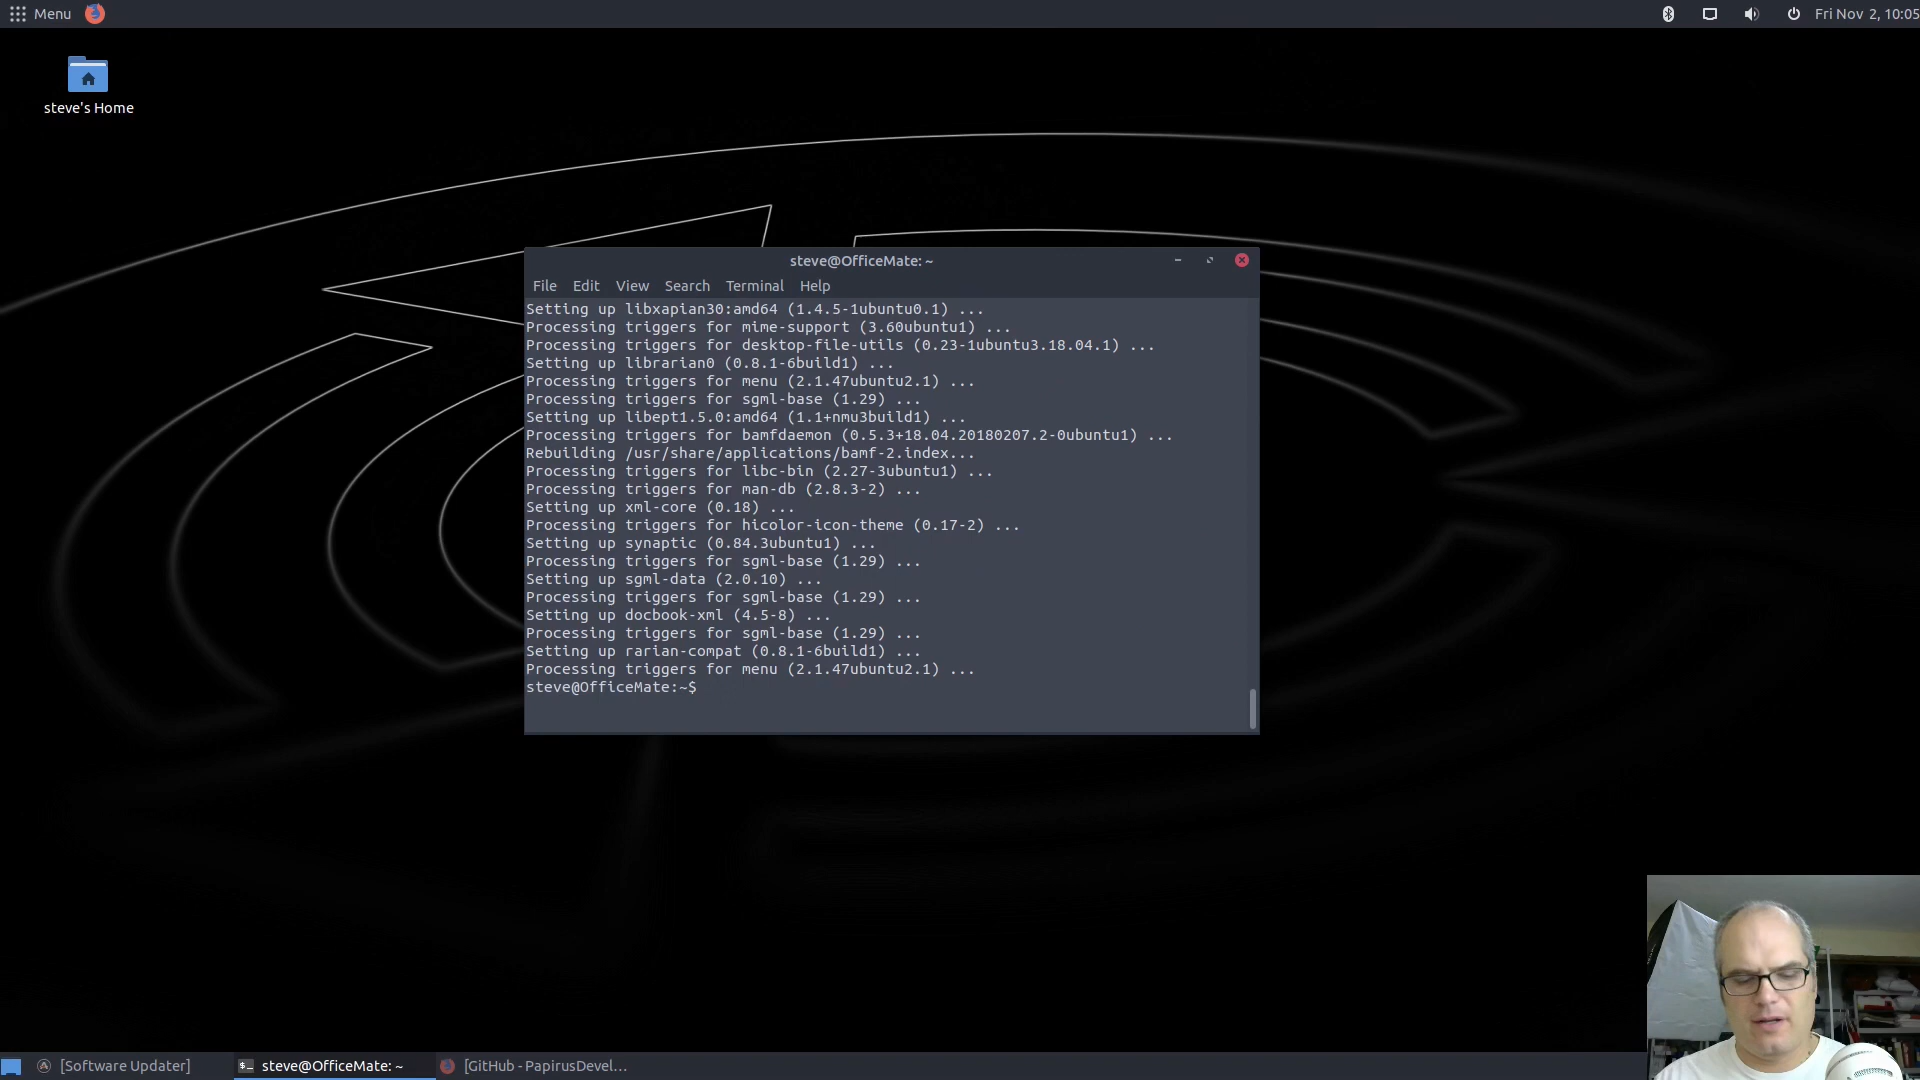 Menu
Fri Nov 2, 10:05
steve's Home
steve@OfficeMate: ~
File Edit View Search Terminal Help
Setting up libxapian30:amd64 (1.4.5-1ubuntu0.1) ...
Processing triggers for mime-support (3.60ubuntu1) ...
Processing triggers for desktop-file-utils (0.23-1ubuntu3.18.04.1) ...
Setting up librarian0 (0.8.1-6build1) ...
Processing triggers for menu (2.1.47ubuntu2.1) ...
Processing triggers for sgml-base (1.29) ...
Setting up libept1.5.0:amd64 (1.1+nmu3build1) ...
Processing triggers for bamfdaemon (0.5.3+18.04.20180207.2-0ubuntu1) ...
Rebuilding /usr/share/applications/bamf-2.index...
Processing triggers for libc-bin (2.27-3ubuntu1) ...
Processing triggers for man-db (2.8.3-2) ...
Setting up xml-core (0.18) ...
Processing triggers for hicolor-icon-theme (0.17-2) ...
Setting up synaptic (0.84.3ubuntu1) ...
Processing triggers for sgml-base (1.29) ...
Setting up sgml-data (2.0.10) ...
Processing triggers for sgml-base (1.29) ...
Setting up docbook-xml (4.5-8) ...
Processing triggers for sgml-base (1.29) ...
Setting up rarian-compat (0.8.1-6build1) ...
Processing triggers for menu (2.1.47ubuntu2.1) ...
steve@OfficeMate:~$
[Software Updater]
steve@OfficeMate: ~
[GitHub - PapirusDevel...